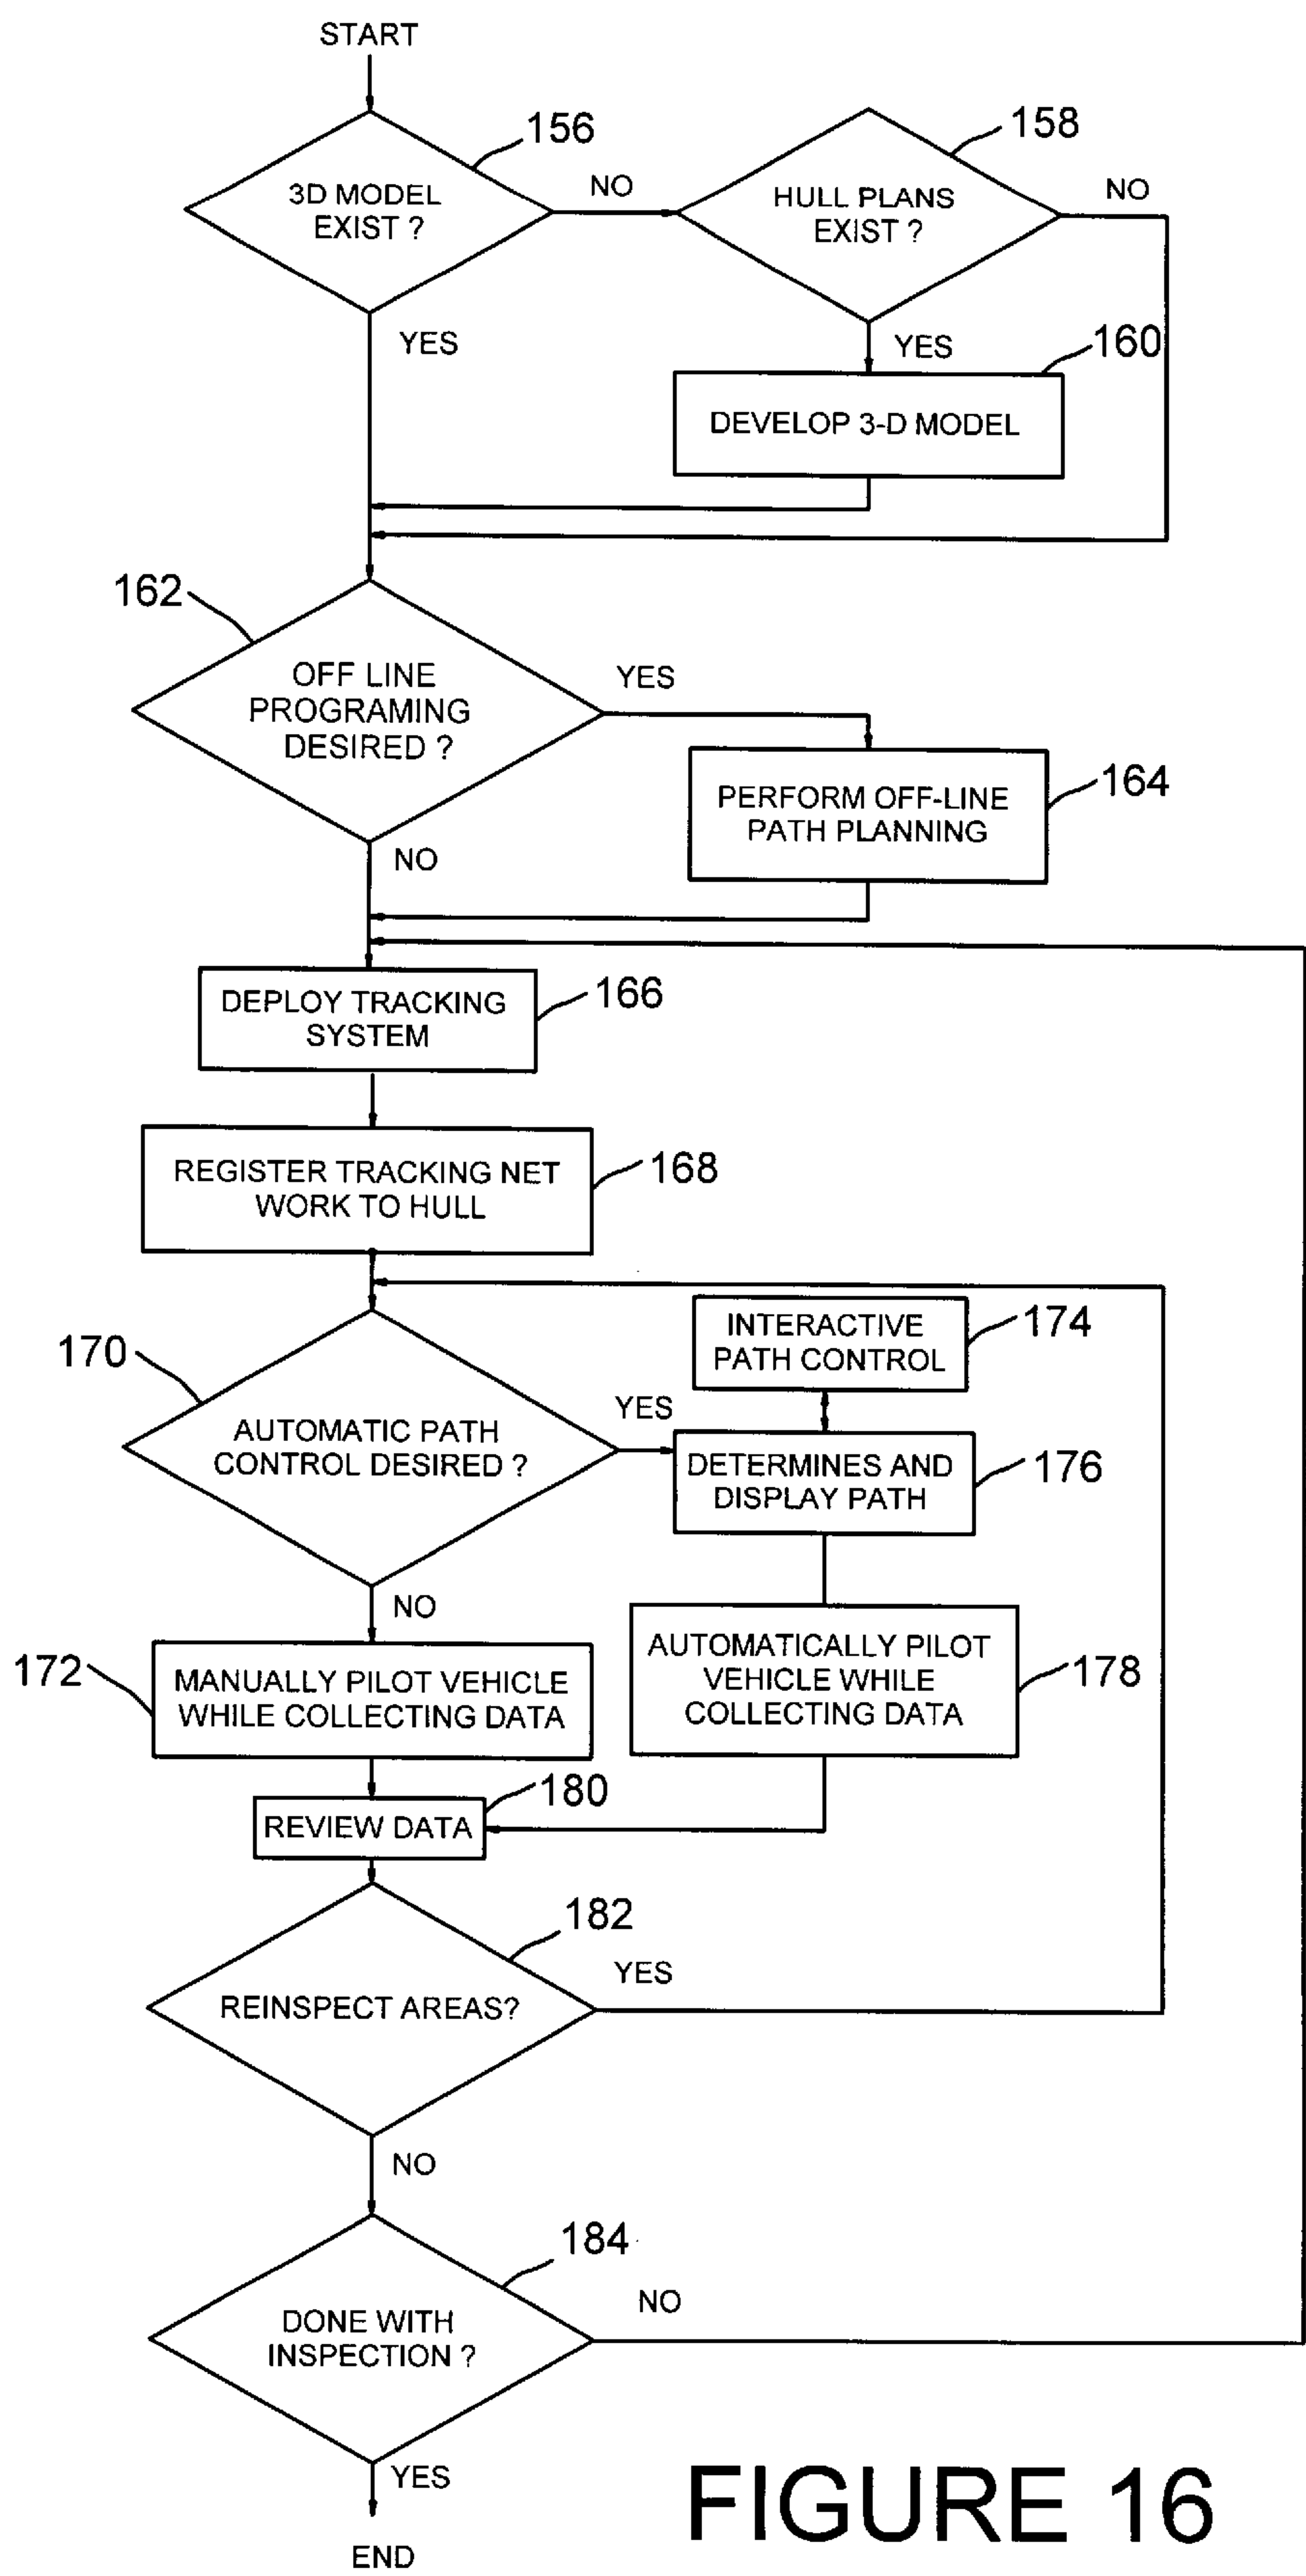 START
156
3D MODEL
EXIST ?
NO
158
HULL PLANS
EXIST ?
NO
YES
YES
160
DEVELOP 3-D MODEL
162
OFF LINE
PROGRAMING
DESIRED ?
YES
PERFORM OFF-LINE
PATH PLANNING
164
NO
DEPLOY TRACKING
SYSTEM
166
REGISTER TRACKING NET
WORK TO HULL
168
170
AUTOMATIC PATH
CONTROL DESIRED ?
YES
INTERACTIVE
PATH CONTROL
174
DETERMINES AND
DISPLAY PATH
176
NO
172
MANUALLY PILOT VEHICLE
WHILE COLLECTING DATA
AUTOMATICALLY PILOT
VEHICLE WHILE
COLLECTING DATA
178
180
REVIEW DATA
182
REINSPECT AREAS?
YES
NO
184
DONE WITH
INSPECTION ?
NO
YES
END
FIGURE 16